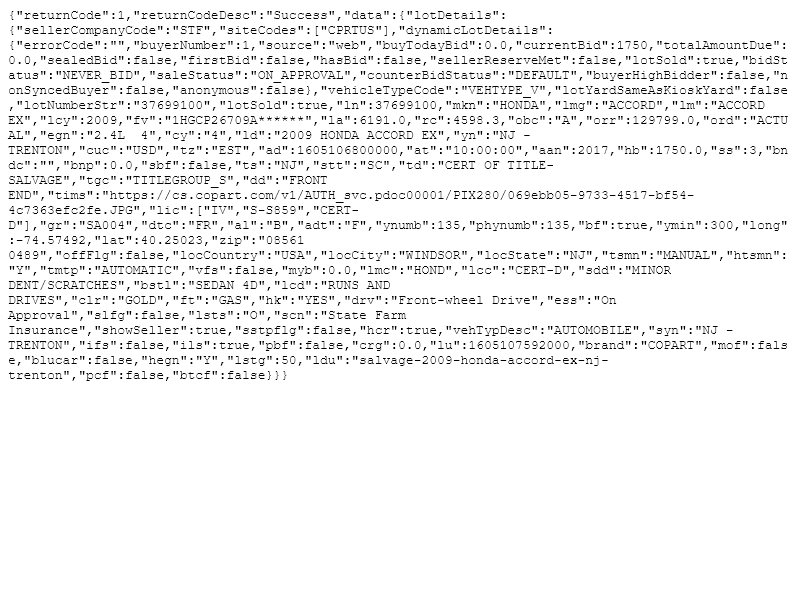 {"returnCode":1,"returnCodeDesc":"Success","data":{"lotDetails":
{"sellerCompanyCode":"STF","siteCodes":["CPRTUS"],"dynamicLotDetails":
{"errorCode":"","buyerNumber":1,"source":"web","buyTodayBid":0.0,"currentBid":1750,"totalAmountDue":
0.0,"sealedBid":false,"firstBid":false,"hasBid":false,"sellerReserveMet":false,"lotSold":true,"bidSt
atus":"NEVER_BID","saleStatus":"ON_APPROVAL","counterBidStatus":"DEFAULT","buyerHighBidder":false,"n
onSyncedBuyer":false,"anonymous":false},"vehicleTypeCode":"VEHTYPE_V","lotYardSameAsKioskYard":false
,"lotNumberStr":"37699100","lotSold":true,"ln":37699100,"mkn":"HONDA","lmg":"ACCORD","lm":"ACCORD
EX","lcy":2009,"fv":"1HGCP26709A******","la":6191.0,"rc":4598.3,"obc":"A","orr":129799.0,"ord":"ACTU
AL","egn":"2.4L  4","cy":"4","ld":"2009 HONDA ACCORD EX","yn":"NJ -
TRENTON","cuc":"USD","tz":"EST","ad":1605106800000,"at":"10:00:00","aan":2017,"hb":1750.0,"ss":3,"bn
dc":"","bnp":0.0,"sbf":false,"ts":"NJ","stt":"SC","td":"CERT OF TITLE-
SALVAGE","tgc":"TITLEGROUP_S","dd":"FRONT
END","tims":"https://cs.copart.com/v1/AUTH_svc.pdoc00001/PIX280/069ebb05-9733-4517-bf54-
4c7363efc2fe.JPG","lic":["IV","S-S859","CERT-
D"],"gr":"SA004","dtc":"FR","al":"B","adt":"F","ynumb":135,"phynumb":135,"bf":true,"ymin":300,"long"
:-74.57492,"lat":40.25023,"zip":"08561
0489","offFlg":false,"locCountry":"USA","locCity":"WINDSOR","locState":"NJ","tsmn":"MANUAL","htsmn":
"Y","tmtp":"AUTOMATIC","vfs":false,"myb":0.0,"lmc":"HOND","lcc":"CERT-D","sdd":"MINOR
DENT/SCRATCHES","bstl":"SEDAN 4D","lcd":"RUNS AND
DRIVES","clr":"GOLD","ft":"GAS","hk":"YES","drv":"Front-wheel Drive","ess":"On
Approval","slfg":false,"lsts":"O","scn":"State Farm
Insurance","showSeller":true,"sstpflg":false,"hcr":true,"vehTypDesc":"AUTOMOBILE","syn":"NJ -
TRENTON","ifs":false,"ils":true,"pbf":false,"crg":0.0,"lu":1605107592000,"brand":"COPART","mof":fals
e,"blucar":false,"hegn":"Y","lstg":50,"ldu":"salvage-2009-honda-accord-ex-nj-
trenton","pcf":false,"btcf":false}}}